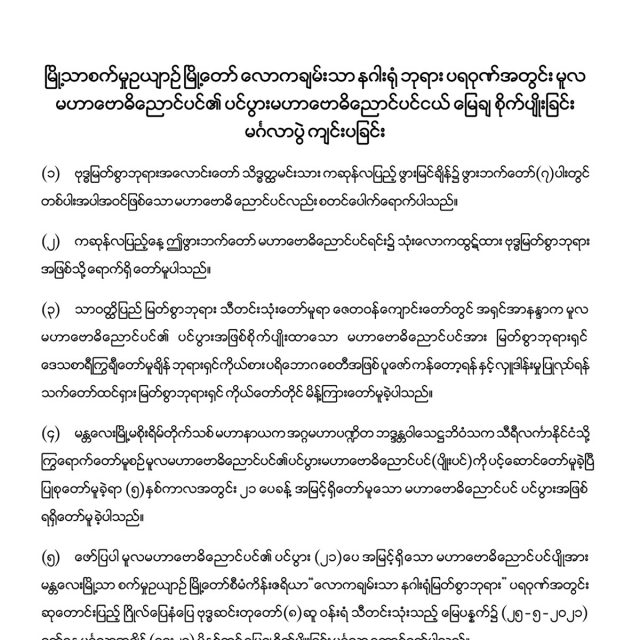 မြို့သာစက်မှုဥယျာဉ်မြို့တော် လောကချမ်းသာ နဂါးရုံ ဘုရား ပရဝုဏ်အတွင်း မူလ
မဟာဗောဓိညောင်ပင်၏ ပင်ပွားမဟာဗောဓိညောင်ပင်ငယ် မြေချ စိုက်ပျိုးခြင်း
မင်္ဂလာပွဲ ကျင်းပခြင်း
(၁) ဗုဒ္ဓမြတ်စွာဘုရားအလောင်းတော် သိဒ္ဓတ္ထမင်းသား ကဆုန်လပြည့် ဖွားမြင်ချိန်၌ ဖွားဘက်တော်(၇)ပါးတွင်
တစ်ပါးအပါအဝင်ဖြစ်သော မဟာဗောဓိ ညောင်ပင်လည်း စတင်ပေါက်ရောက်ပါသည်။
(၂) ကဆုန်လပြည့်နေ့ ဤဖွားဘက်တော် မဟာဗောဓိညောင်ပင်ရင်း၌ သုံးလောကထွဋ်ထား ဗုဒ္ဓမြတ်စွာဘုရား
အဖြစ်သို့ ရောက်ရှိ တော်မူပါသည်။
(၃) သာဝတ္ထိပြည် မြတ်စွာဘုရား သီတင်းသုံးတော်မူရာ ဇေတဝန်ကျောင်းတော်တွင် အရှင်အာနန္ဒာက မူလ
မဟာဗောဓိညောင်ပင်၏ ပင်ပွားအဖြစ်စိုက်ပျိုးထားသော မဟာဗောဓိညောင်ပင်အား မြတ်စွာဘုရားရှင်
ဒေသစာရီကြွချီတော်မူချိန် ဘုရားရှင်ကိုယ်စားပရိဘောဂစေတီအဖြစ် ပူဇော်ကန်တော့ရန် နှင့် လှူဒါန်းမှုပြုလုပ်ရန်
သက်တော်ထင်ရှား မြတ်စွာဘုရားရှင် ကိုယ်တော်တိုင် မိန့်ကြားတော်မူခဲ့ပါသည်။
(၄) မန္တလေးမြို့မစိုးရိမ်တိုက်သစ် မဟာနာယက အဂ္ဂမဟာပဏ္ဍိတ ဘဒ္ဒန္တဝါသေဋ္ဌဘိဝံသက သီရိလင်္ကာနိုင်ငံသို့
ကြွရောက်တော်မူစဉ်မူလမဟာဗောဓိညောင်ပင်၏ပင်ပွားမဟာဗောဓိညောင်ပင်(ပျိုးပင်)ကို ပင့်ဆောင်တော်မူခဲ့ပြီ
ပြုစုတော်မူခဲ့ရာ (၅)နှစ်ကာလအတွင်း ၂၁ ပေခန့် အမြင့်ရှိတော်မူသော မဟာဗောဓိညောင်ပင် ပင်ပွားအဖြစ်
ရရှိတော်မူခဲ့ပါသည်။
(၅) ဖော်ပြပါ မူလမဟာဗောဓိညောင်ပင်၏ ပင်ပွား (၂၁)ပေ အမြင့်ရှိသော မဟာဗောဓိညောင်ပင်ပျိုအား
မန္တလေးမြို့သာ စက်မှုဥယျာဉ် မြို့တော်စီမံကိန်းဧရိယာ"လောကချမ်းသာ နဂါးရုံမြတ်စွာဘုရား" ပရဝုဏ်အတွင်း
ဆုတောင်းပြည့် ဂြိုလ်ပြေနံပြေ ဗုဒ္ဓဆင်းတုတော်(၈)ဆူ ဝန်းရံ သီတင်းသုံးသည့် မြေပန္နက်၌ (၂၅-၅-၂၀၂၁)